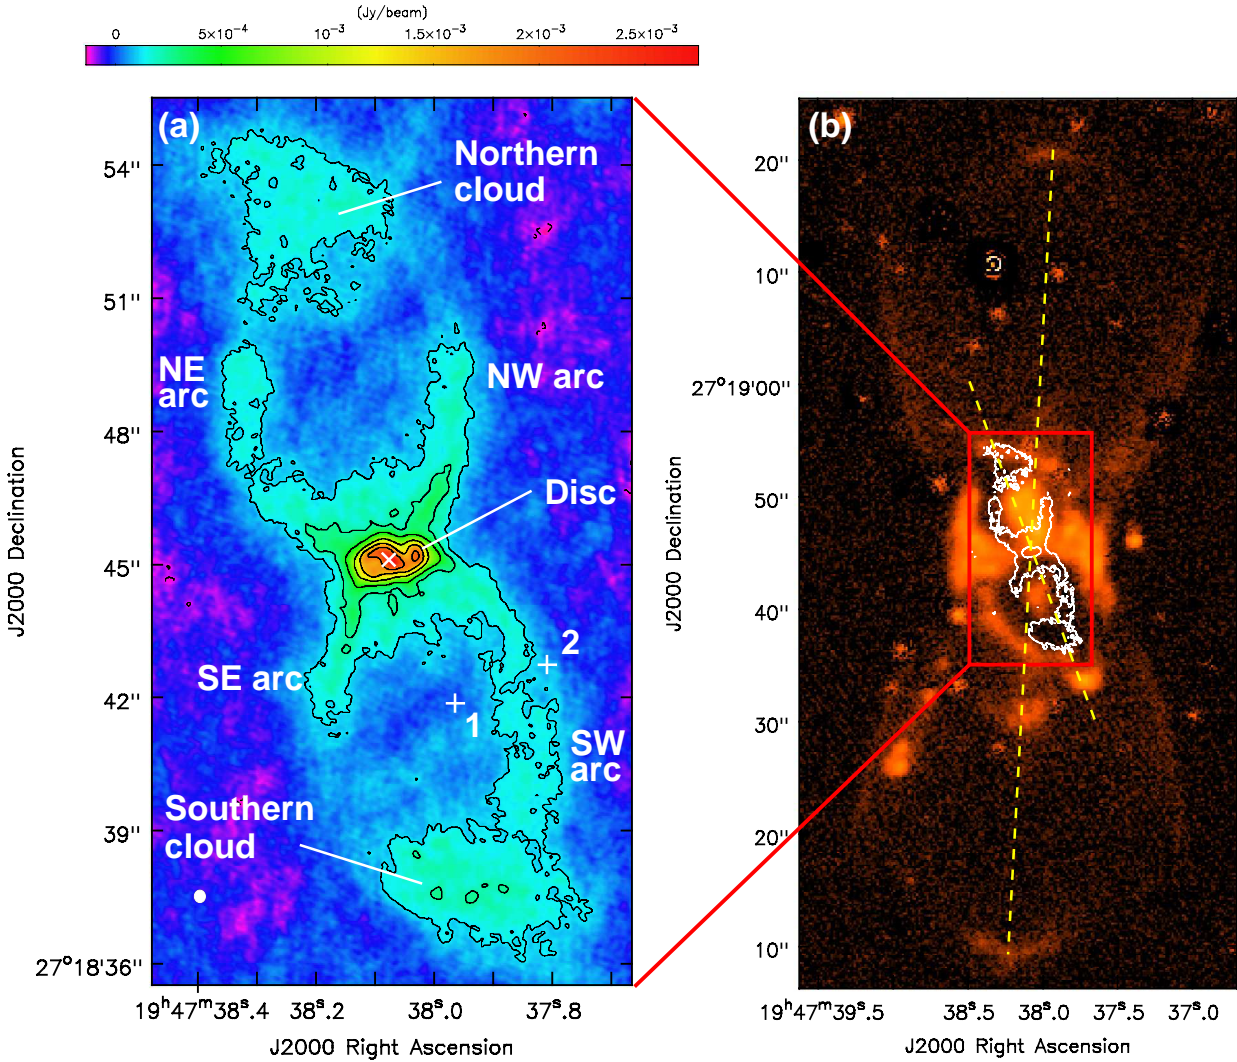 (Jy/beam)
0 5×10⁻⁴ 10⁻³ 1.5×10⁻³ 2×10⁻³ 2.5×10⁻³
(a)
Northern
cloud
NE
arc
NW arc
Disc
2
SE arc
1
SW
arc
Southern
cloud
54"
51"
48"
45"
42"
39"
27°18'36"
J2000 Declination
19ʰ47ᵐ38ˢ.4 38ˢ.2 38ˢ.0 37ˢ.8
J2000 Right Ascension
(b)
20"
10"
27°19'00"
50"
40"
30"
20"
10"
J2000 Declination
19ʰ47ᵐ39ˢ.5 38ˢ.5 38ˢ.0 37ˢ.5 37ˢ.0
J2000 Right Ascension